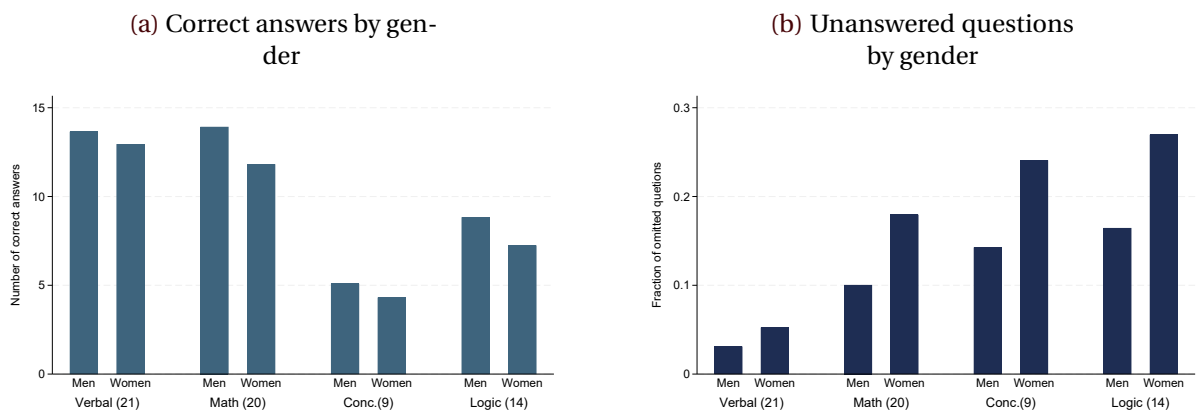 (a) Correct answers by gen-
der
15
10
5
0
Number of correct answers
Men Women Men Women Men Women Men Women
Verbal (21) Math (20) Conc.(9) Logic (14)
(b) Unanswered questions
by gender
0.3
0.2
0.1
0
Fraction of omitted quetions
Men Women Men Women Men Women Men Women
Verbal (21) Math (20) Conc.(9) Logic (14)